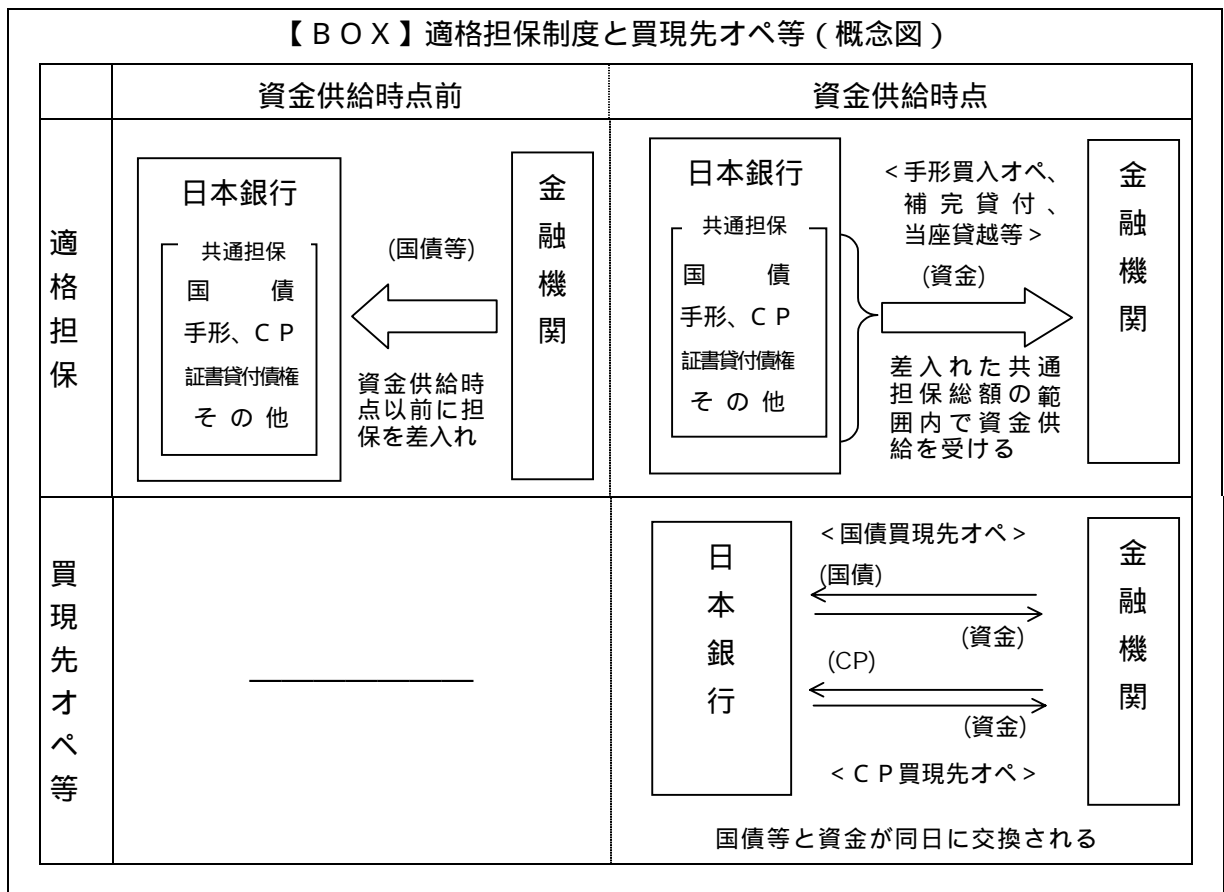 【ＢＯＸ】適格担保制度と買現先オペ等（概念図）
資金供給時点前
資金供給時点
適格担保
日本銀行
共通担保
国　　債
手形、ＣＰ
証書貸付債権
そ の 他
(国債等)
資金供給時
点以前に担
保を差入れ
金融機関
日本銀行
共通担保
国　　債
手形、ＣＰ
証書貸付債権
そ の 他
＜手形買入オペ、
補完貸付、
当座貸越等＞
(資金)
差入れた共通
担保総額の範
囲内で資金供
給を受ける
金融機関
買現先オペ等
日本銀行
＜国債買現先オペ＞
(国債)
(資金)
(CP)
(資金)
＜ＣＰ買現先オペ＞
金融機関
国債等と資金が同日に交換される